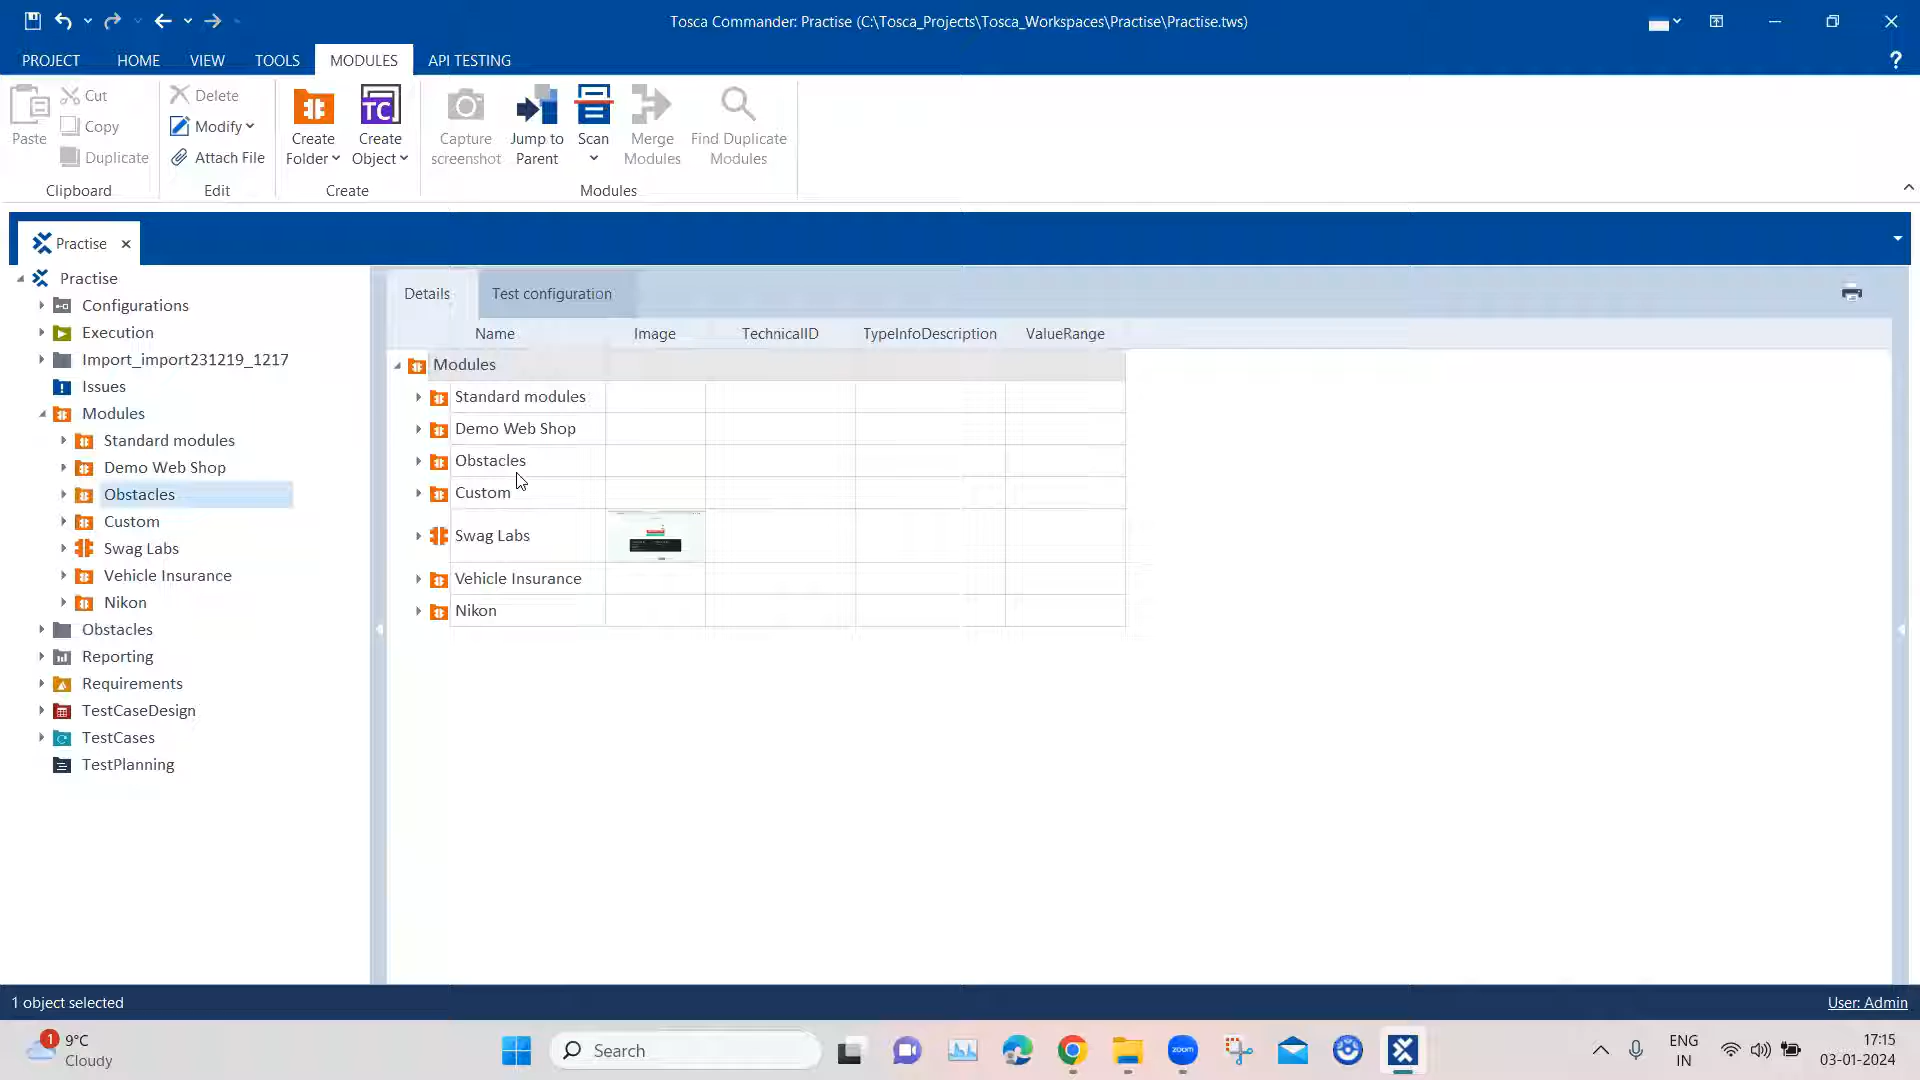 Tosca Commander: Practise (C:\Tosca_Projects\Tosca_Workspaces\Practise\Practise.tws)
PROJECT HOME VIEW TOOLS MODULES API TESTING ?
Paste
Cut
Copy
Duplicate
Clipboard
Delete
Modify
Attach File
Edit
Create Folder
TC
Create Object
Create
Capture screenshot
Jump to Parent
Scan
Merge Modules
Find Duplicate Modules
Modules
Practise
Practise
Configurations
Execution
Import_import231219_1217
Issues
Modules
Standard modules
Demo Web Shop
Obstacles
Custom
Swag Labs
Vehicle Insurance
Nikon
Obstacles
Reporting
Requirements
TestCaseDesign
TestCases
TestPlanning
Details Test configuration
Name Image TechnicalID TypeInfoDescription ValueRange
Modules
Standard modules
Demo Web Shop
Obstacles
Custom
Swag Labs
Vehicle Insurance
Nikon
1 object selected User: Admin
1
9°C
Cloudy
Search
zoom
ENG
IN
17:15
03-01-2024